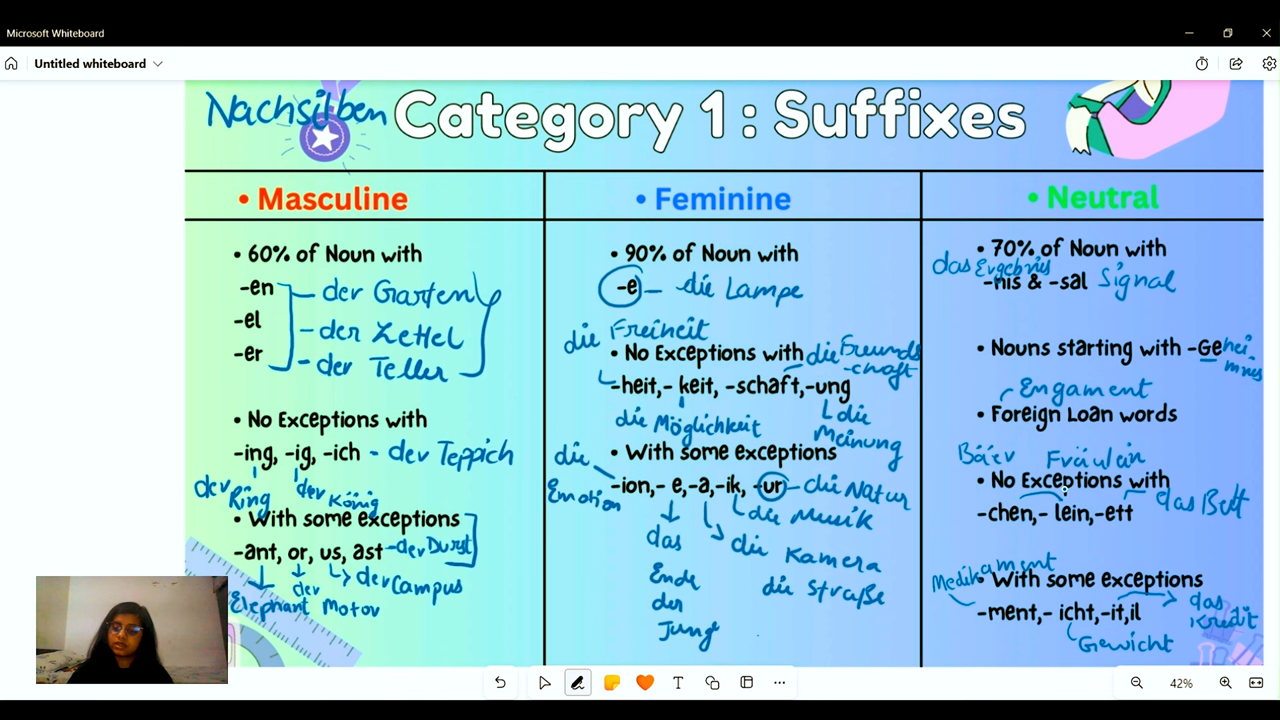 Microsoft Whiteboard
Untitled whiteboard
Nachsilben Category 1 : Suffixes
• Masculine
• 60% of Noun with
-en - der Garten
-el - der Zettel
-er - der Teller
• No Exceptions with
-ing, -ig, -ich - der Teppich
der Ring der König
• With some exceptions
-ant, or, us, ast - der Durst
der Campus
Elephant der Motor
• Feminine
• 90% of Noun with
-e - die Lampe
die Freiheit
• No Exceptions with die Freunds
-chaft
-heit,- keit, -schaft,-ung
die Möglichkeit die Meinung
• With some exceptions
die Emotion
-ion,- e,-a,-ik, -ur - die Natur
die Musik
das Ende
der Junge
die Kamera
die Straße
• Neutral
• 70% of Noun with
das Ergebnis
-nis & -sal Signal
• Nouns starting with -Geheimnis
Engament
• Foreign Loan words
Fräulein
• No Exceptions with
-chen,- lein,-ett das Bett
Medikament
• With some exceptions
-ment,- icht,-it,il das Kredit
Gewicht
42%